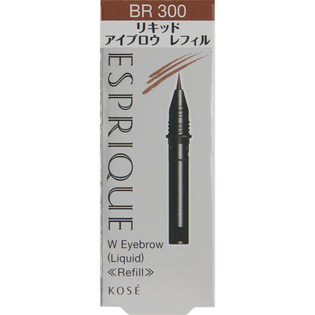 BR 300
リキッド
アイブロウ レフィル
ESPRIQUE
W Eyebrow
(Liquid)
≪Refill≫
KOSÉ